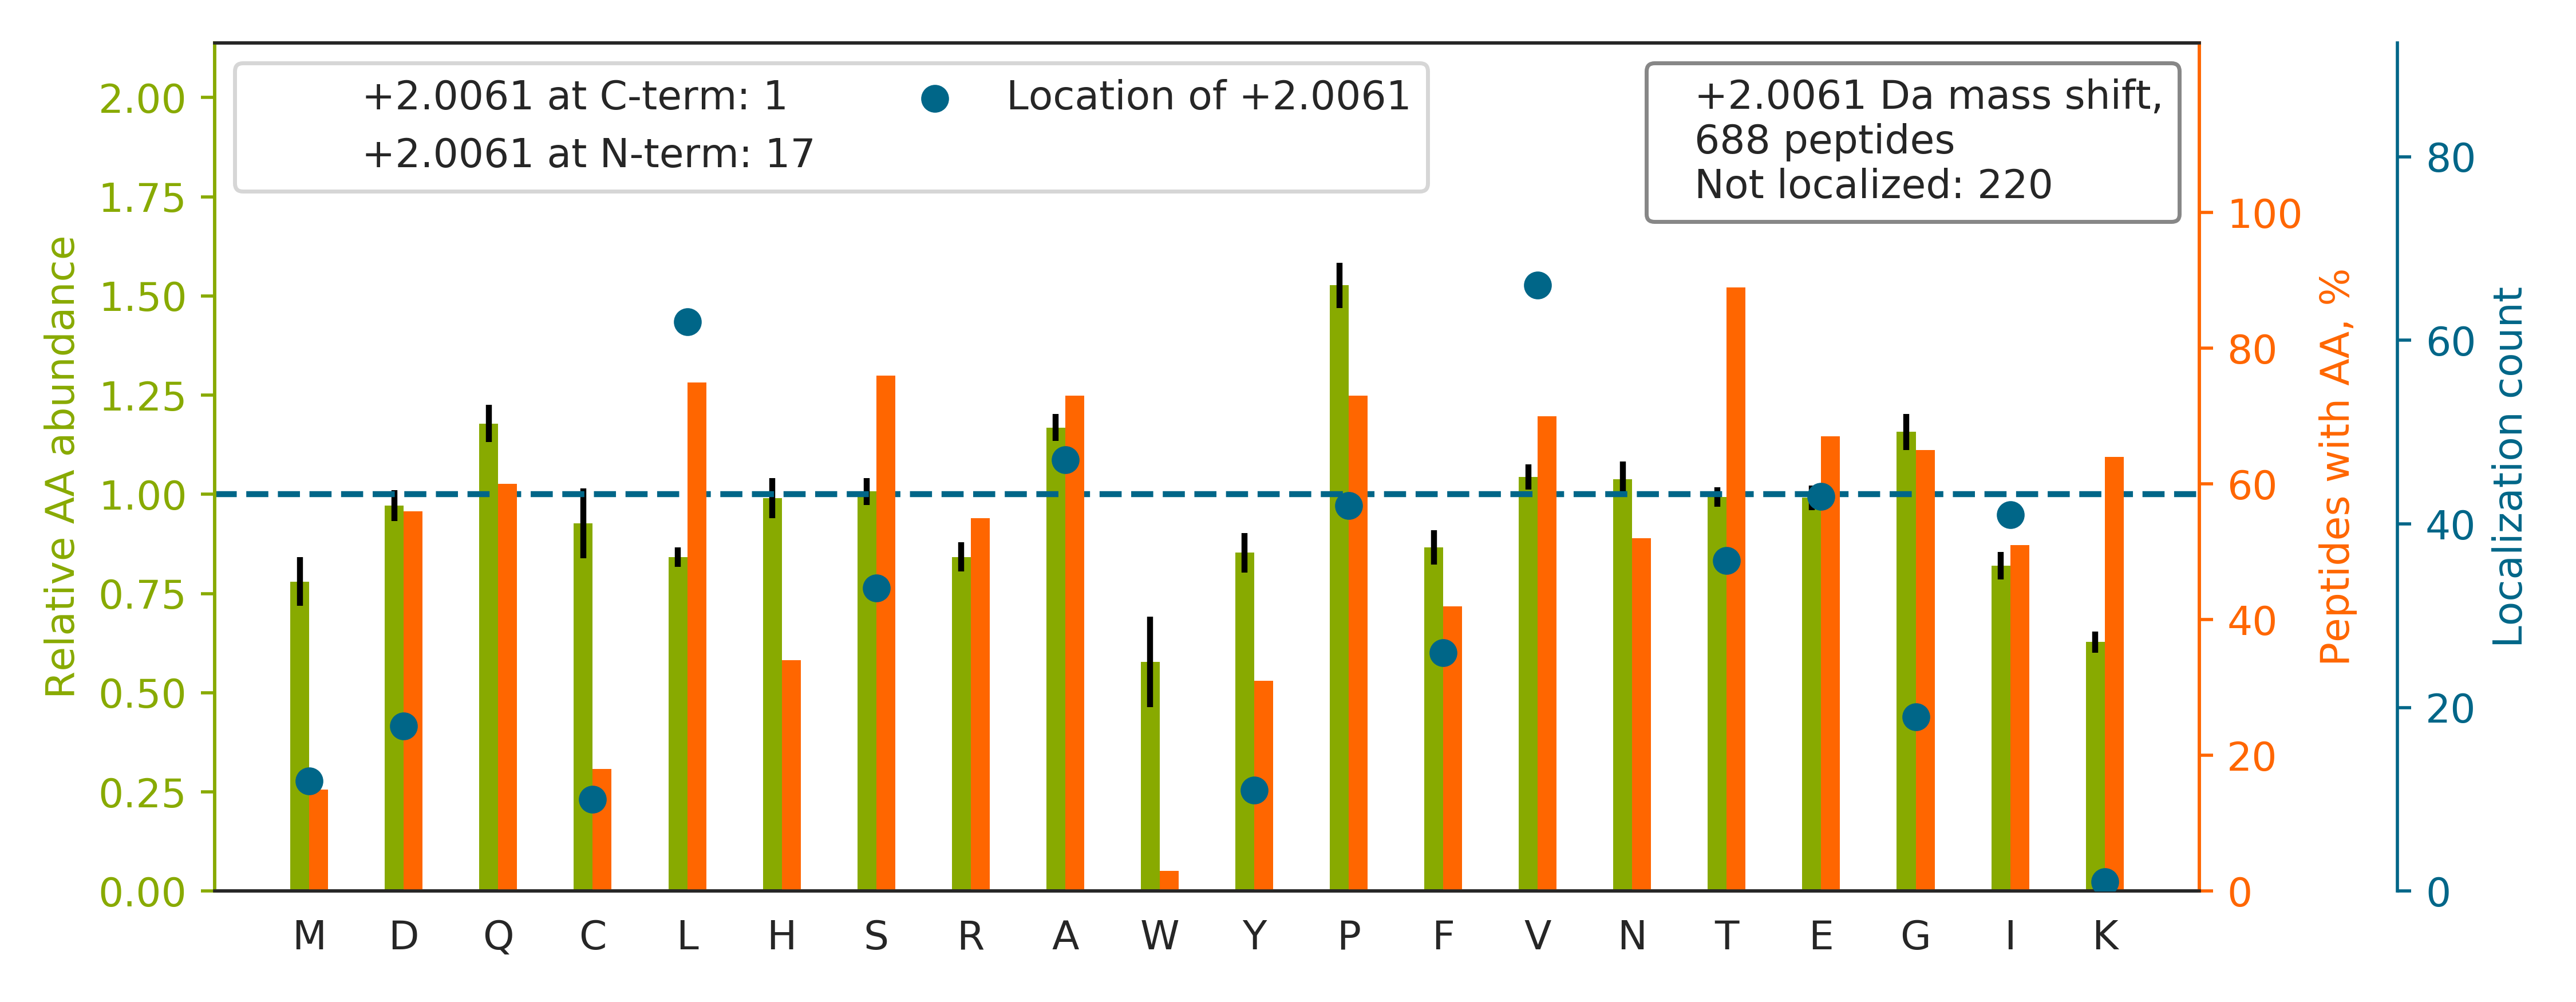 +2.0061 at C-term: 1
+2.0061 at N-term: 17
Location of +2.0061
+2.0061 Da mass shift,
688 peptides
Not localized: 220
Relative AA abundance
2.00
1.75
1.50
1.25
1.00
0.75
0.50
0.25
0.00
100
80
60
40
20
0
Peptides with AA, %
80
60
40
20
0
Localization count
M D Q C L H S R A W Y P F V N T E G I K